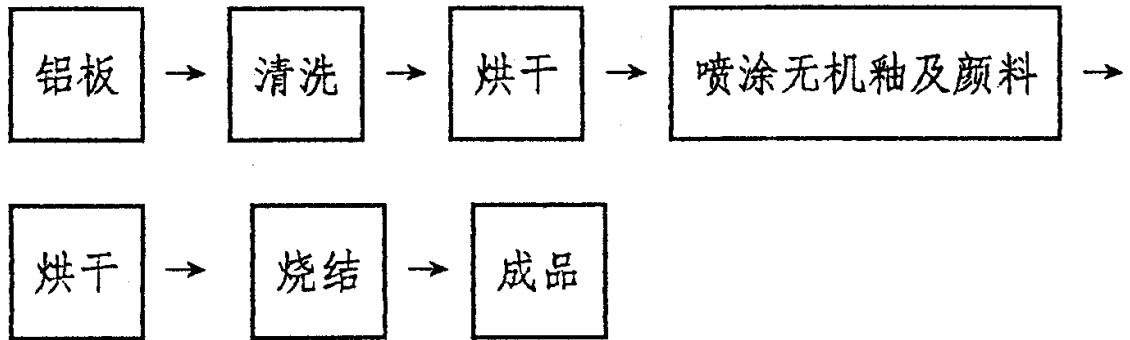 铝板 → 清洗 → 烘干 → 喷涂无机釉及颜料 →
烘干 → 烧结 → 成品